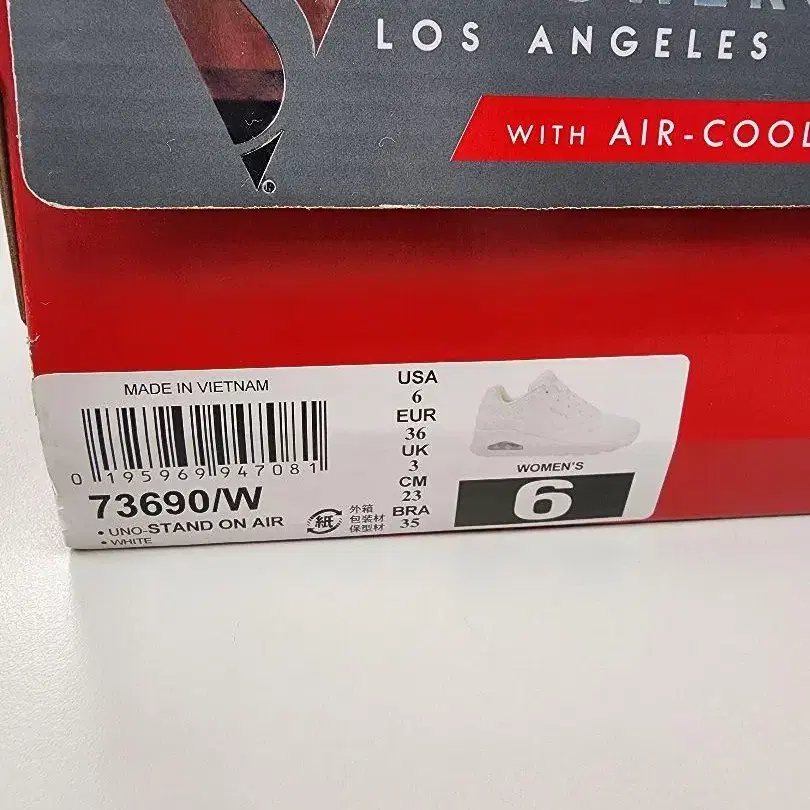 LOS ANGELES
WITH AIR-COOL
MADE IN VIETNAM
0 195969 947081
73690/W
• UNO-STAND ON AIR
• WHITE
紙
外箱
包装材
保型材
USA
6
EUR
36
UK
3
CM
23
BRA
35
WOMEN'S
6
®